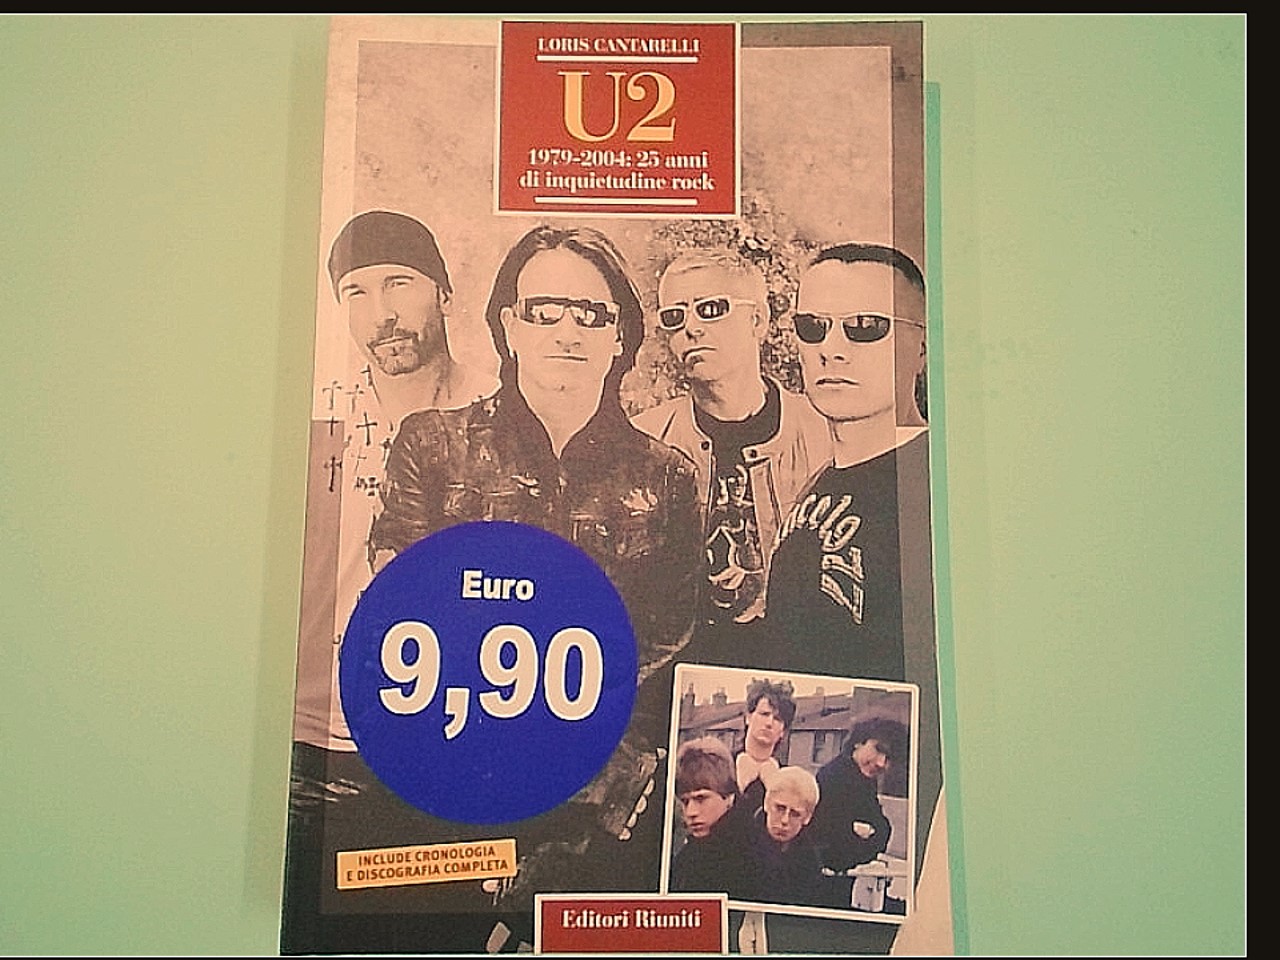 LORIS CANTARELLI
U2
1979-2004: 25 anni
di inquietudine rock
Euro
9,90
INCLUDE CRONOLOGIA
E DISCOGRAFIA COMPLETA
Editori Riuniti